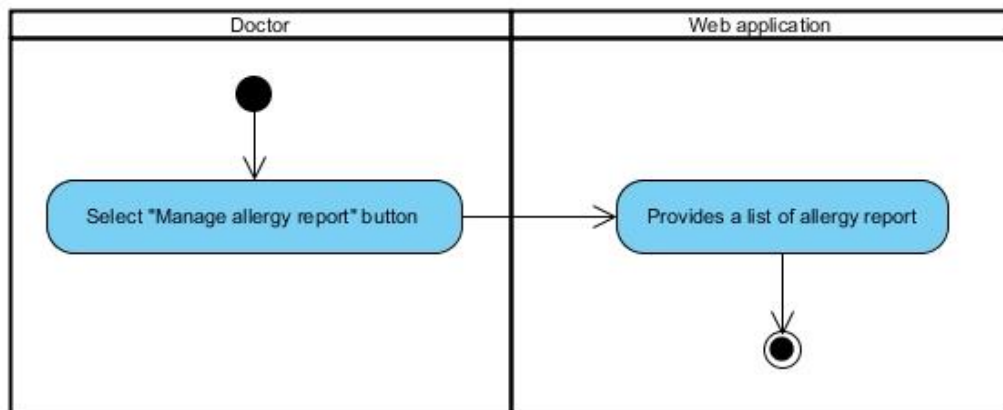 Doctor
Web application
Select "Manage allergy report" button
Provides a list of allergy report